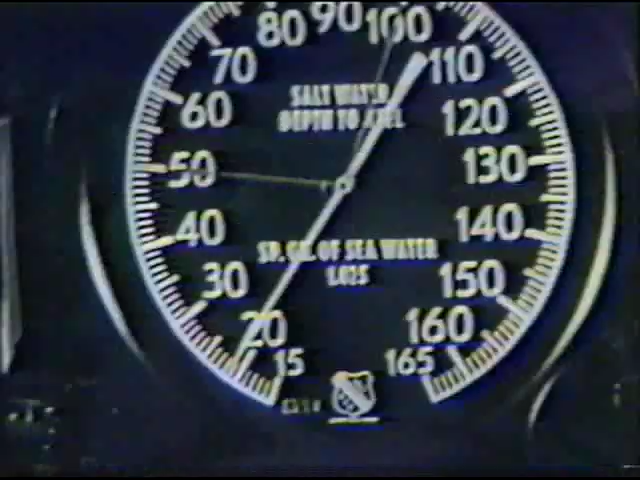 80 90 100
70 110
60 120
50 130
40 140
30 150
20 160
15 165
SALT WATER
DEPTH TO KEEL
SP. GR. OF SEA WATER
1.025